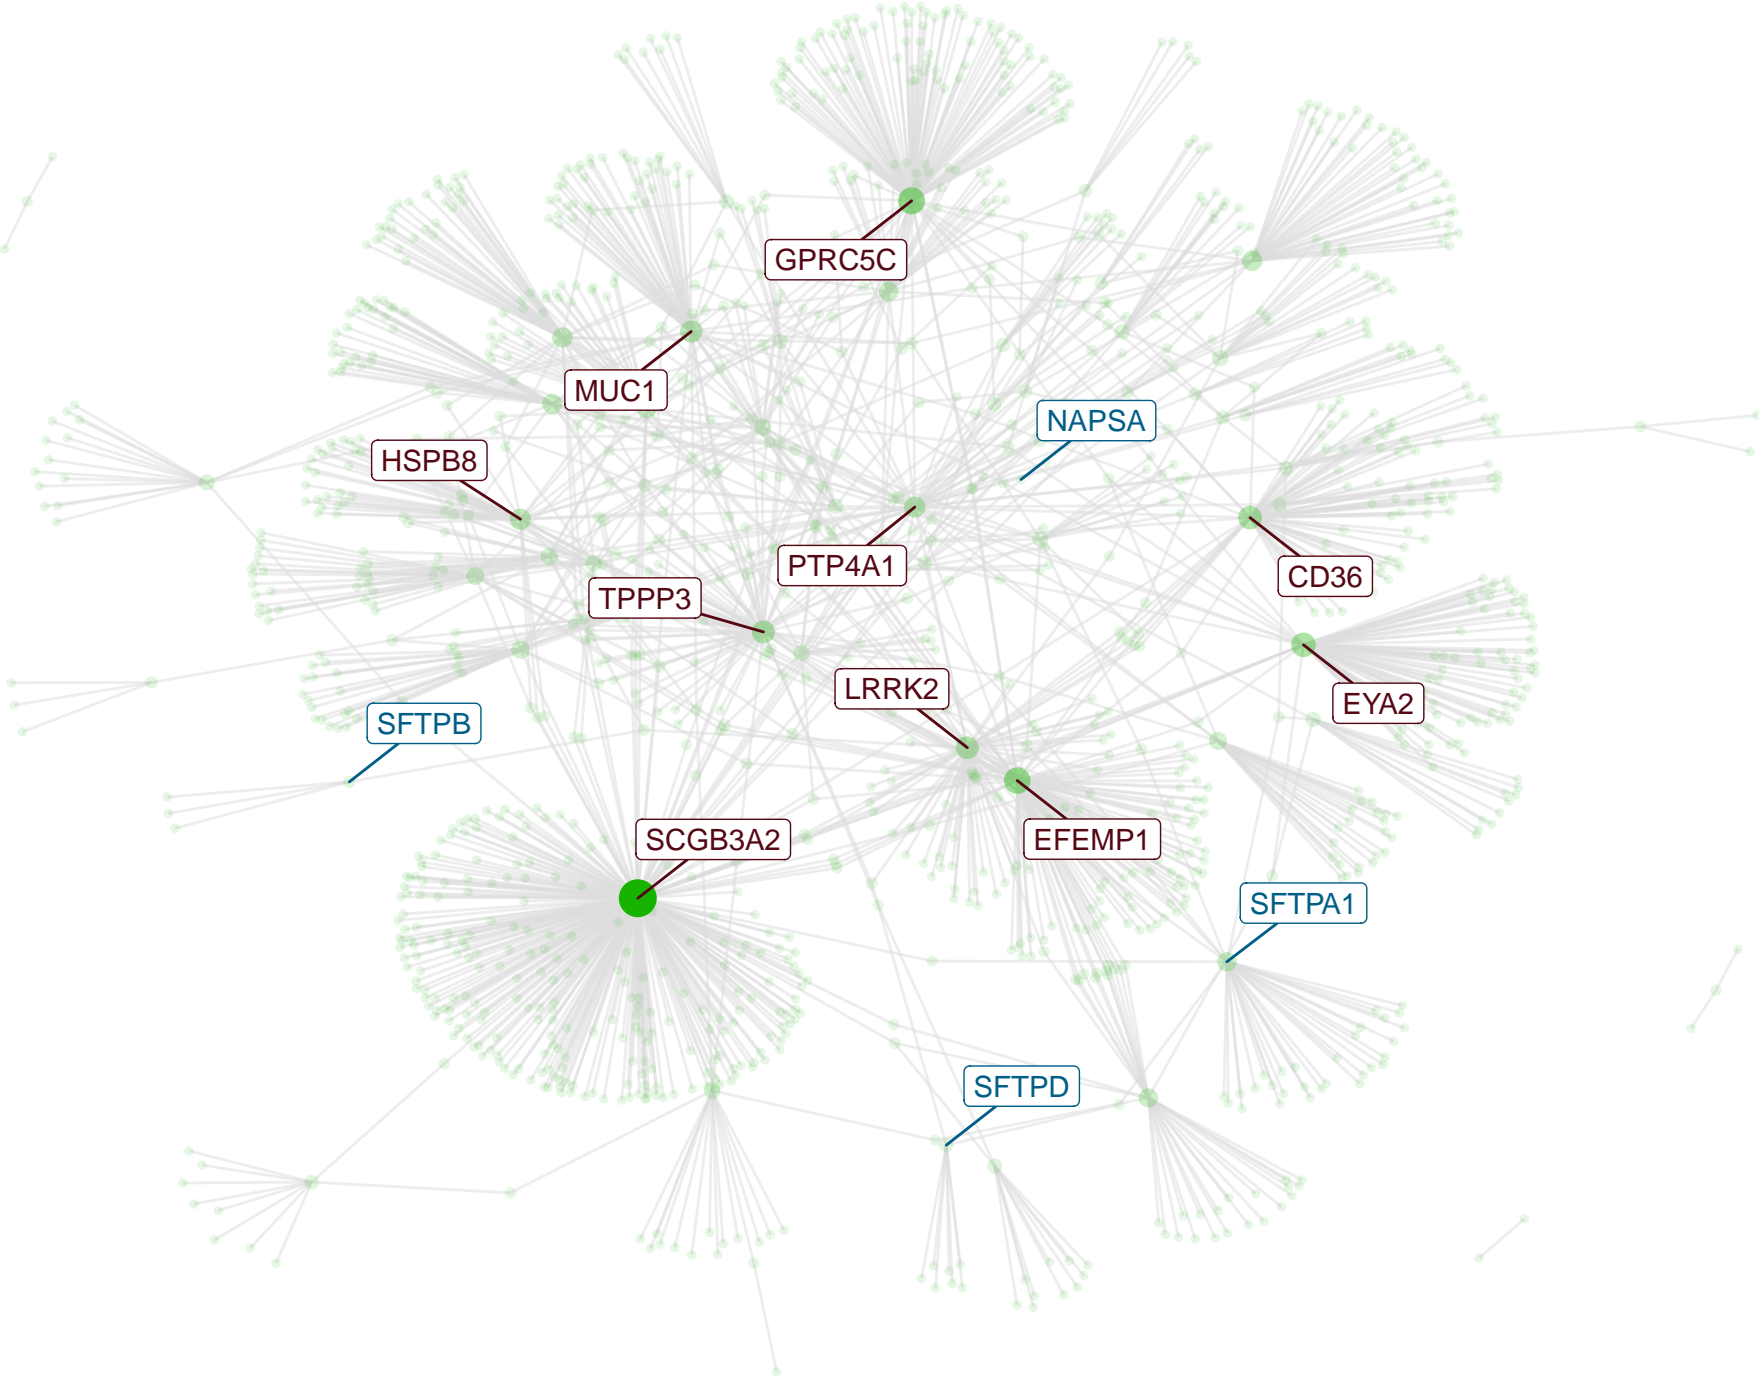 GPRC5C
MUC1
NAPSA
HSPB8
PTP4A1
CD36
TPPP3
LRRK2
EYA2
SFTPB
SCGB3A2
EFEMP1
SFTPA1
SFTPD